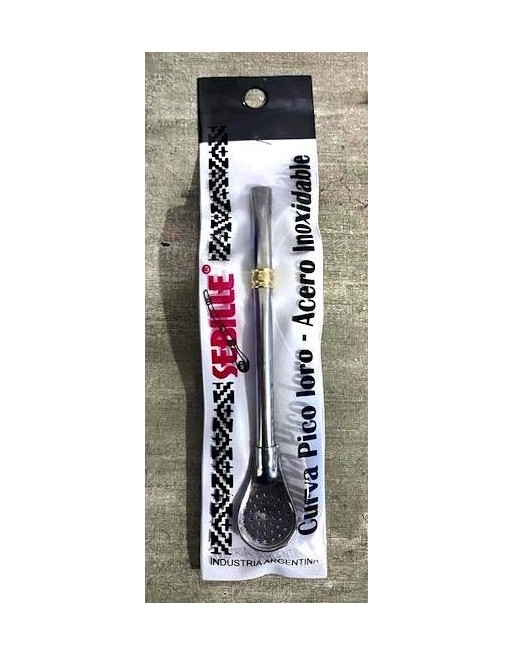 SEBILLE
Curva Pico loro - Acero Inoxidable
INDUSTRIA ARGENTINA